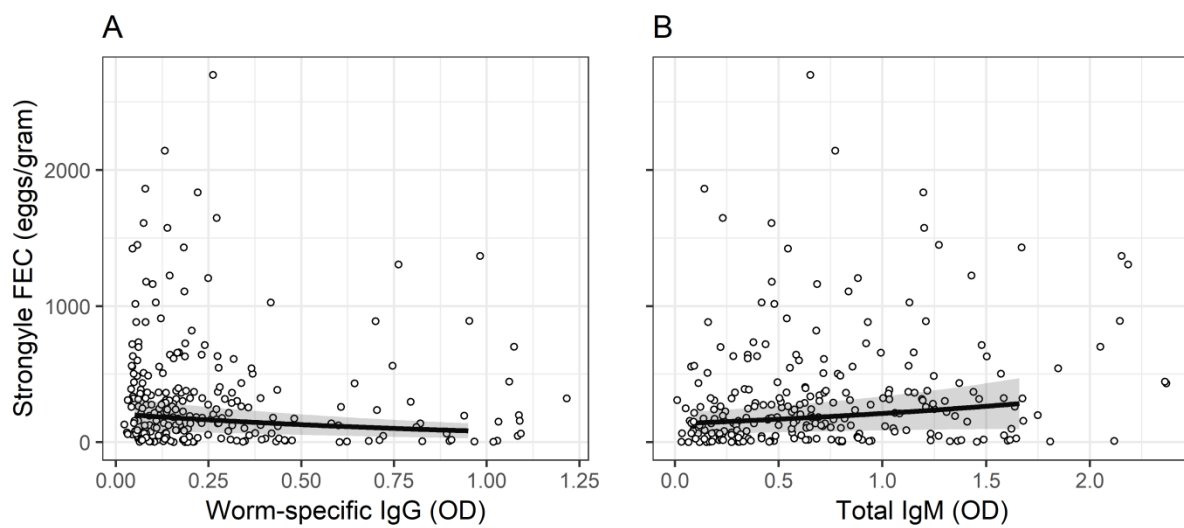 A
B
Strongyle FEC (eggs/gram)
2000
1000
0
0.00 0.25 0.50 0.75 1.00 1.25
0.0 0.5 1.0 1.5 2.0
Worm-specific IgG (OD)
Total IgM (OD)